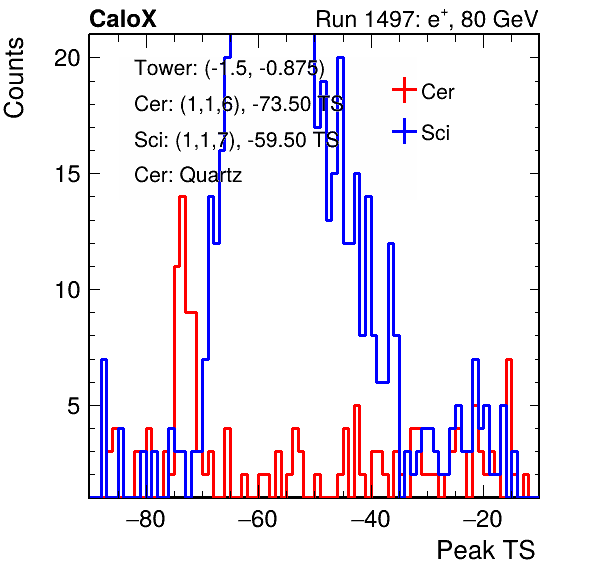 CaloX Run 1497: e⁺, 80 GeV
Counts
20
15
10
5
Tower: (-1.5, -0.875)
Cer: (1,1,6), -73.50 TS
Sci: (1,1,7), -59.50 TS
Cer: Quartz
Cer
Sci
−80 −60 −40 −20
Peak TS